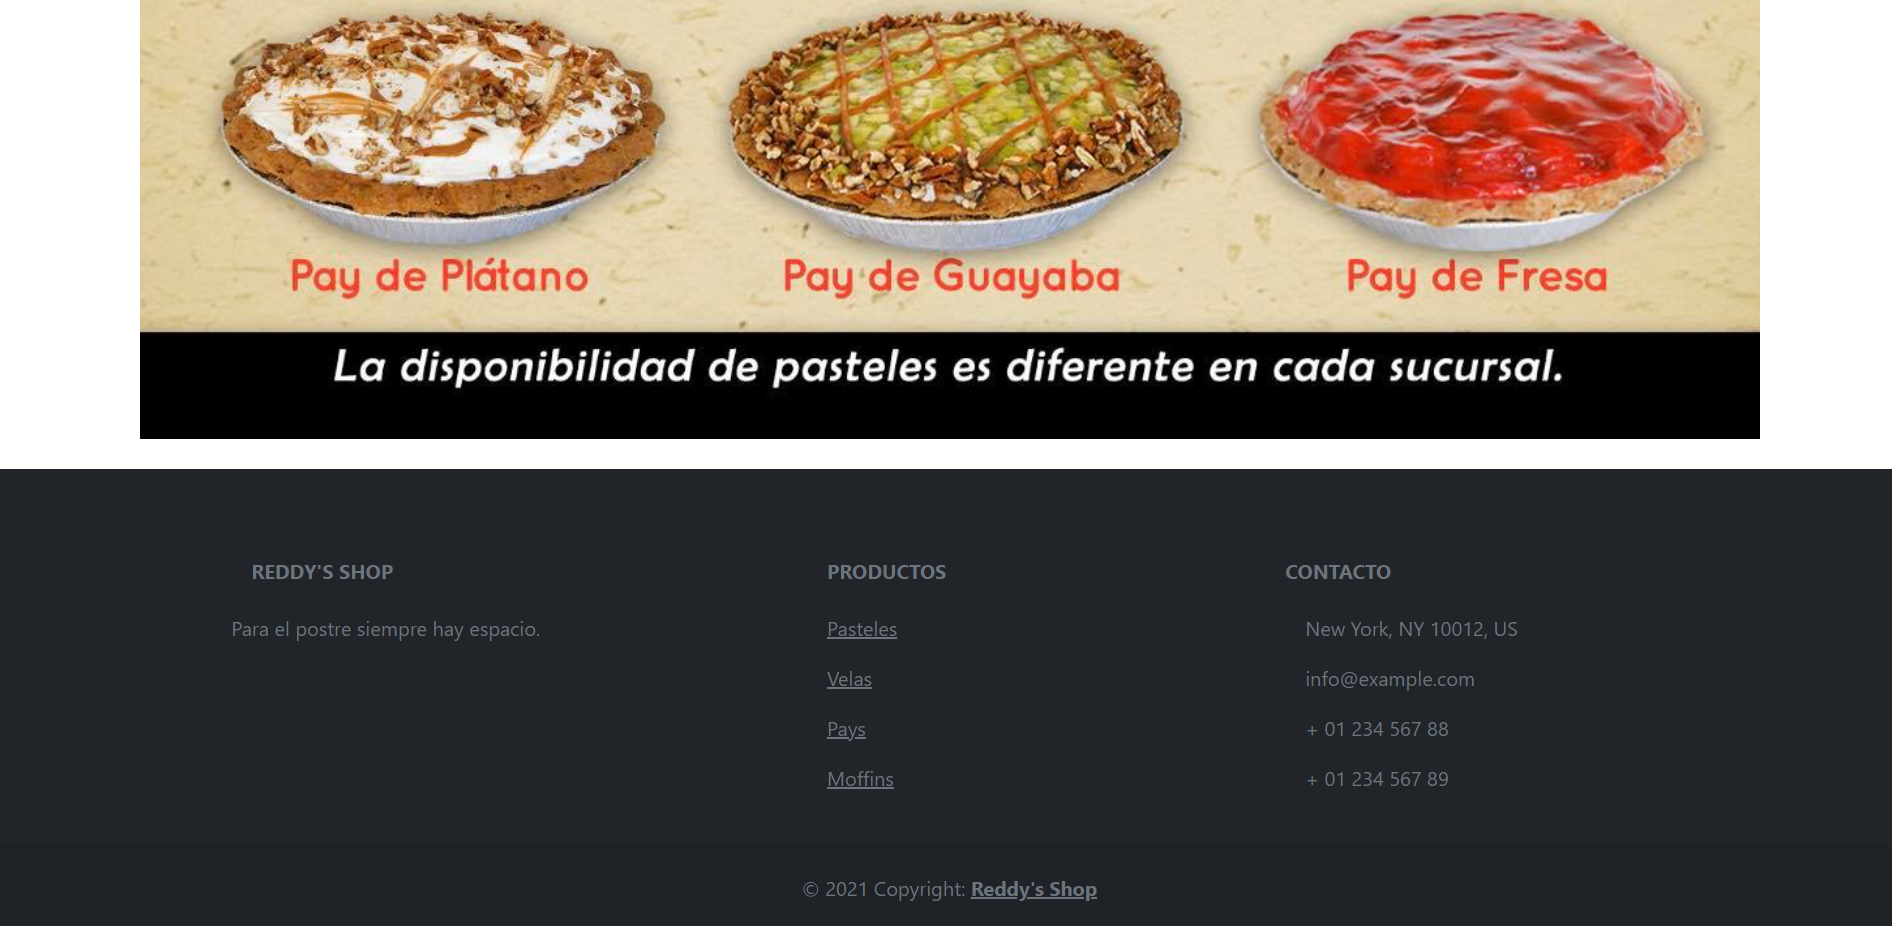 Pay de Plátano
Pay de Guayaba
Pay de Fresa
La disponibilidad de pasteles es diferente en cada sucursal.
REDDY'S SHOP
Para el postre siempre hay espacio.
PRODUCTOS
Pasteles
Velas
Pays
Moffins
CONTACTO
New York, NY 10012, US
info@example.com
+ 01 234 567 88
+ 01 234 567 89
© 2021 Copyright: Reddy's Shop